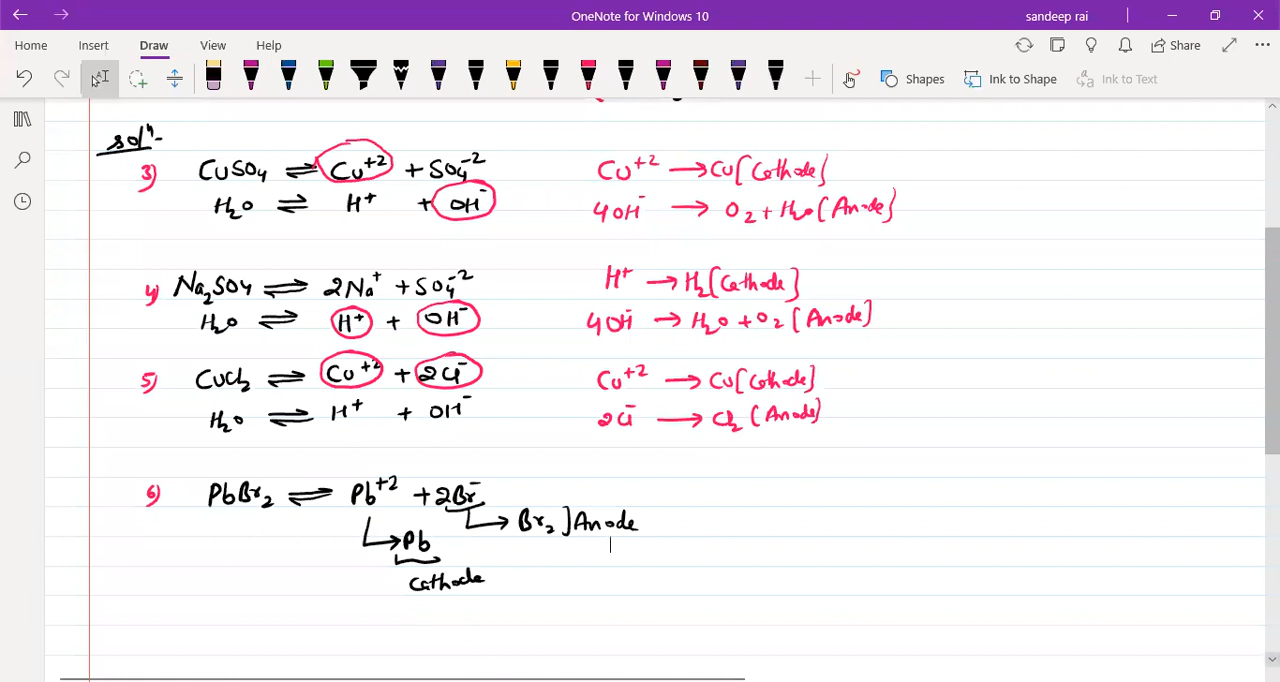 OneNote for Windows 10
sandeep rai
Home Insert Draw View Help
Share
Shapes Ink to Shape Ink to Text
solⁿ-
3) CuSO4 ⇌ Cu⁺² + SO4⁻² Cu⁺² → Cu[Cathode]
H2O ⇌ H⁺ + OH⁻ 4OH⁻ → O2 + H2O [Anode]
4) Na2SO4 ⇌ 2Na⁺ + SO4⁻² H⁺ → H2[Cathode]
H2O ⇌ H⁺ + OH⁻ 4OH⁻ → H2O + O2 [Anode]
5) CuCl2 ⇌ Cu⁺² + 2Cl⁻ Cu⁺² → Cu[Cathode]
H2O ⇌ H⁺ + OH⁻ 2Cl⁻ → Cl2 (Anode)
6) PbBr2 ⇌ Pb⁺² + 2Br⁻
→ Br2 ] Anode
→ Pb
Cathode